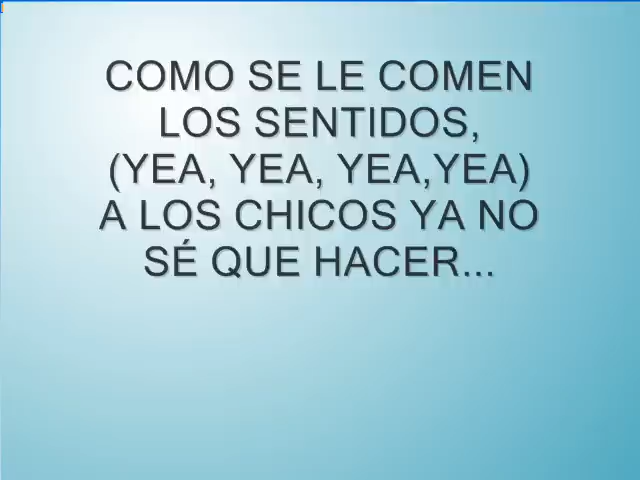 COMO SE LE COMEN
LOS SENTIDOS,
(YEA, YEA, YEA,YEA)
A LOS CHICOS YA NO
SÉ QUE HACER...